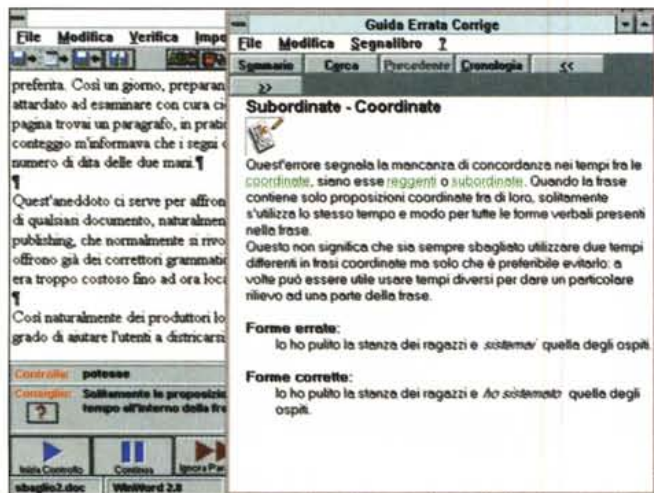 File Modifica Verifica Impo
preferita. Così un giorno, preparan
attardato ad esaminare con cura ci
pagina trovai un paragrafo, in pratic
conteggio m'informava che i segni
numero di dita delle due mani.¶
¶
Quest'aneddoto ci serve per affron
di qualsiasi documento, naturalmen
publishing, che normalmente si rivo
offrono già dei correttori grammatic
era troppo costoso fino ad ora loc
¶
Così naturalmente dei produttori lo
grado di aiutare l'utenti a districarsi
Controllo: potesse
Consiglio: Solitamente le proposizio
? tempo all'interno della fra
Inizia Controllo Continua Ignora Par
sbaglio2.doc WinWord 2.0
Guida Errata Corrige
File Modifica Segnalibro ?
Sommario Cerca Precedente Cronologia <<
>>
Subordinate - Coordinate
Quest'errore segnala la mancanza di concordanza nei tempi fra le
coordinate, siano esse reggenti o subordinate. Quando la frase
contiene solo proposizioni coordinate fra di loro, solitamente
s'utilizza lo stesso tempo e modo per tutte le forme verbali presenti
nella frase.
Questo non significa che sia sempre sbagliato utilizzare due tempi
differenti in frasi coordinate ma solo che è preferibile evitarlo: a
volte può essere utile usare tempi diversi per dare un particolare
rilievo ad una parte della frase.
Forme errate:
Io ho pulito la stanza dei ragazzi e sistemai quella degli ospiti.
Forme corrette:
Io ho pulito la stanza dei ragazzi e ho sistemato quella degli
ospiti.